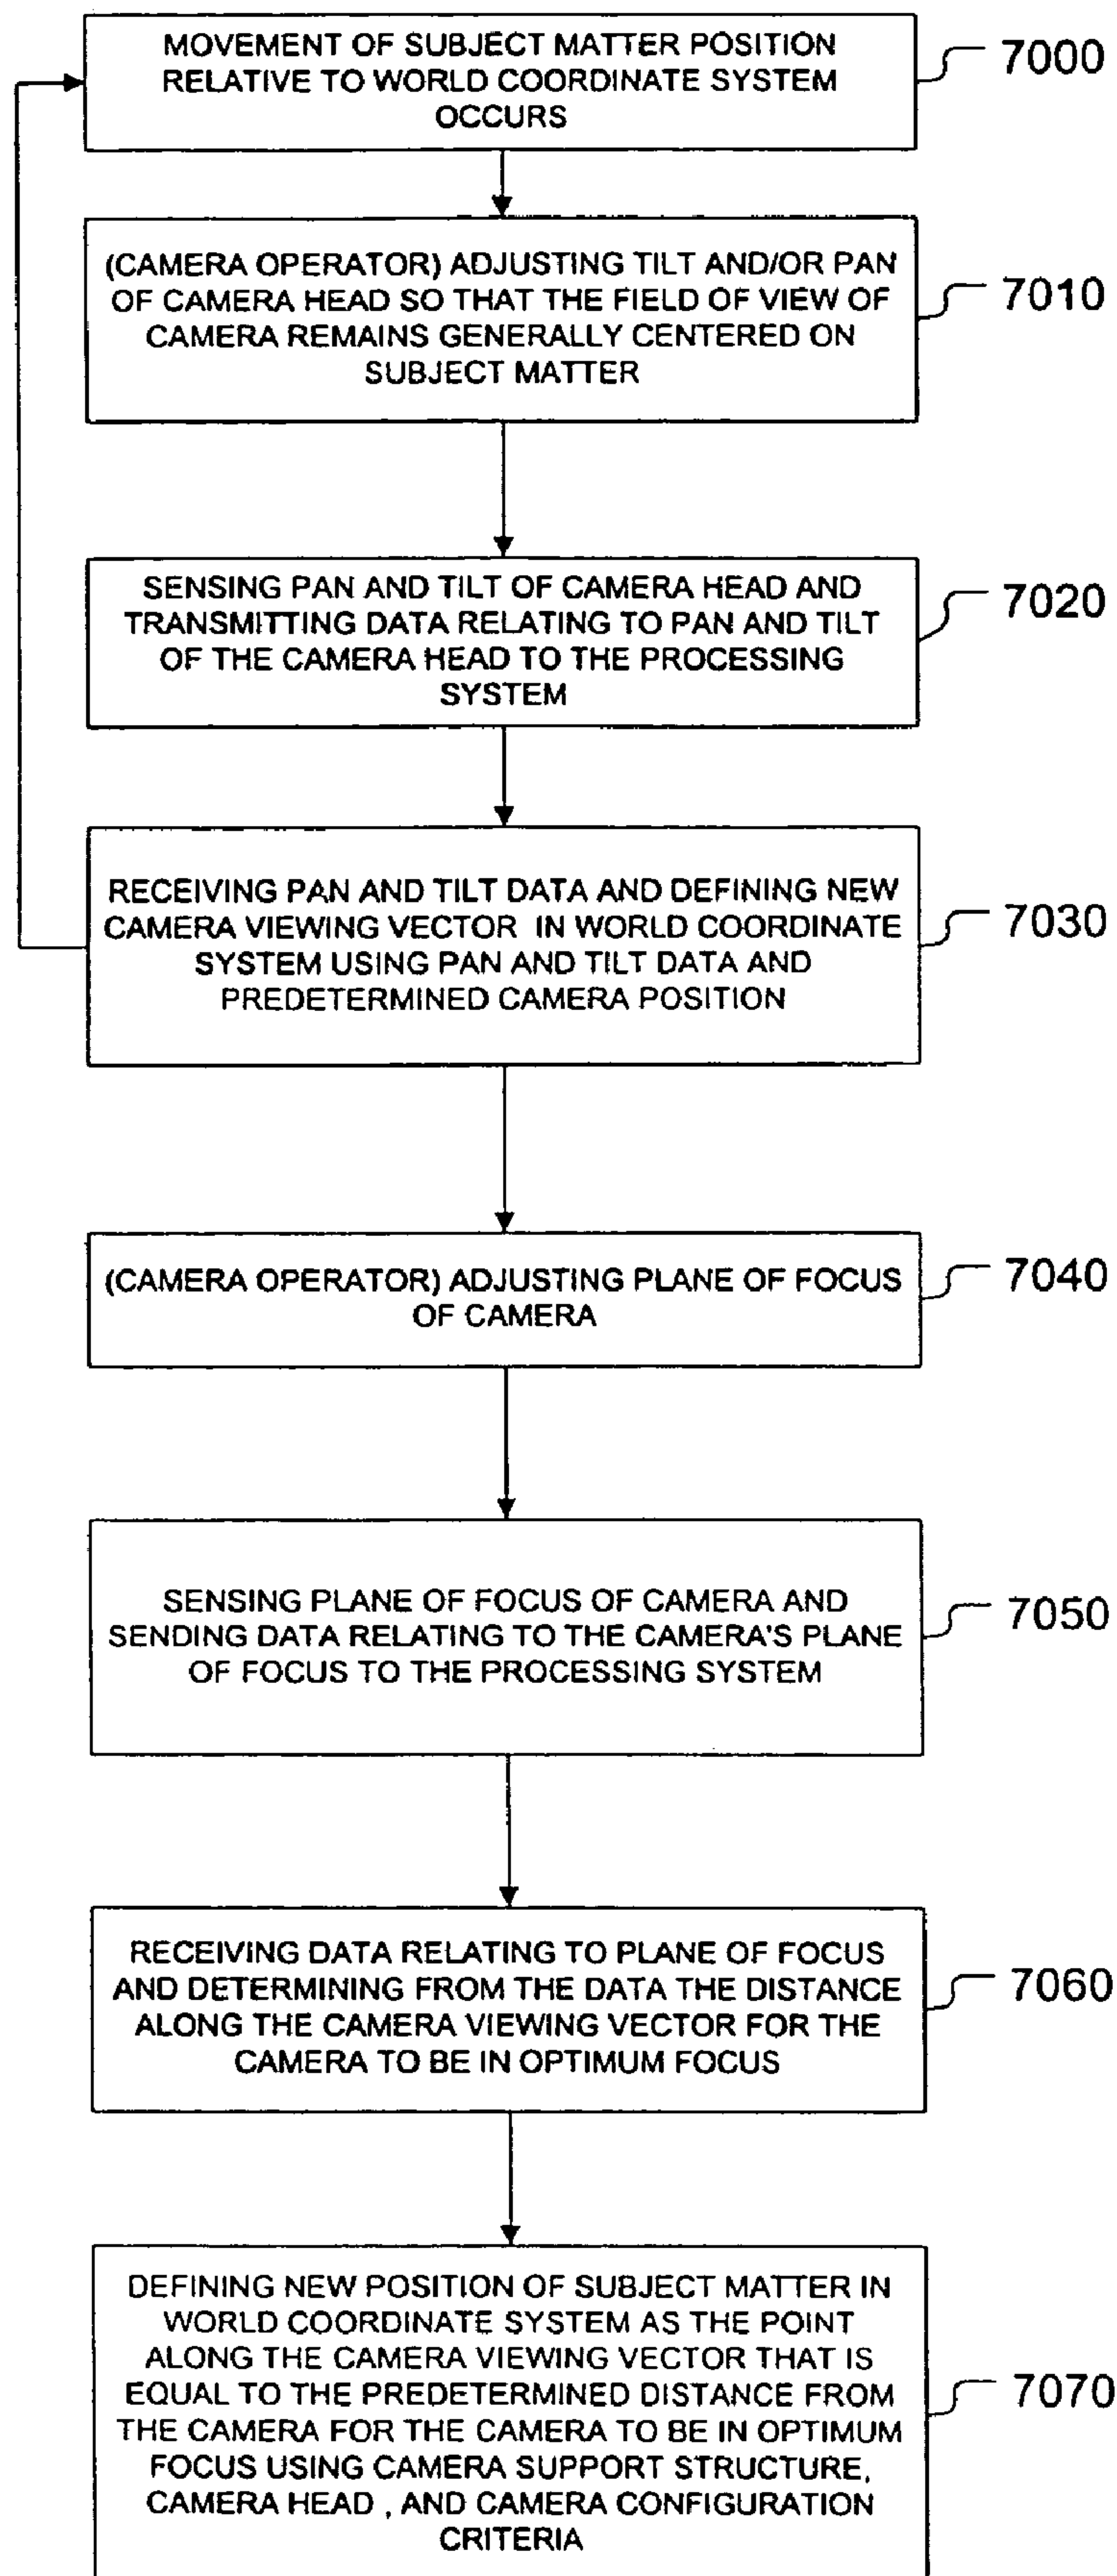 MOVEMENT OF SUBJECT MATTER POSITION
RELATIVE TO WORLD COORDINATE SYSTEM
OCCURS
7000
(CAMERA OPERATOR) ADJUSTING TILT AND/OR PAN
OF CAMERA HEAD SO THAT THE FIELD OF VIEW OF
CAMERA REMAINS GENERALLY CENTERED ON
SUBJECT MATTER
7010
SENSING PAN AND TILT OF CAMERA HEAD AND
TRANSMITTING DATA RELATING TO PAN AND TILT
OF THE CAMERA HEAD TO THE PROCESSING
SYSTEM
7020
RECEIVING PAN AND TILT DATA AND DEFINING NEW
CAMERA VIEWING VECTOR IN WORLD COORDINATE
SYSTEM USING PAN AND TILT DATA AND
PREDETERMINED CAMERA POSITION
7030
(CAMERA OPERATOR) ADJUSTING PLANE OF FOCUS
OF CAMERA
7040
SENSING PLANE OF FOCUS OF CAMERA AND
SENDING DATA RELATING TO THE CAMERA'S PLANE
OF FOCUS TO THE PROCESSING SYSTEM
7050
RECEIVING DATA RELATING TO PLANE OF FOCUS
AND DETERMINING FROM THE DATA THE DISTANCE
ALONG THE CAMERA VIEWING VECTOR FOR THE
CAMERA TO BE IN OPTIMUM FOCUS
7060
DEFINING NEW POSITION OF SUBJECT MATTER IN
WORLD COORDINATE SYSTEM AS THE POINT
ALONG THE CAMERA VIEWING VECTOR THAT IS
EQUAL TO THE PREDETERMINED DISTANCE FROM
THE CAMERA FOR THE CAMERA TO BE IN OPTIMUM
FOCUS USING CAMERA SUPPORT STRUCTURE,
CAMERA HEAD , AND CAMERA CONFIGURATION
CRITERIA
7070